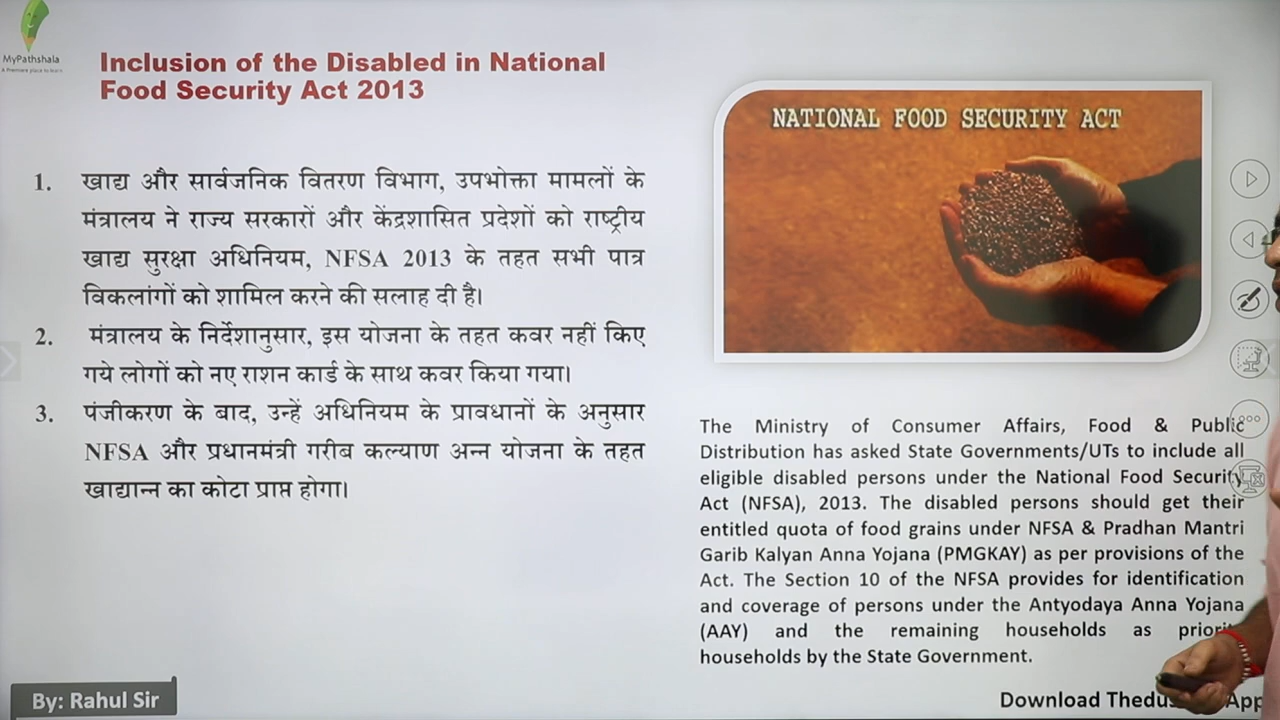 MyPathshala
A Premiere place to learn
Inclusion of the Disabled in National
Food Security Act 2013
1. खाद्य और सार्वजनिक वितरण विभाग, उपभोक्ता मामलों के
मंत्रालय ने राज्य सरकारों और केंद्रशासित प्रदेशों को राष्ट्रीय
खाद्य सुरक्षा अधिनियम, NFSA 2013 के तहत सभी पात्र
विकलांगों को शामिल करने की सलाह दी है।
2. मंत्रालय के निर्देशानुसार, इस योजना के तहत कवर नहीं किए
गये लोगों को नए राशन कार्ड के साथ कवर किया गया।
3. पंजीकरण के बाद, उन्हें अधिनियम के प्रावधानों के अनुसार
NFSA और प्रधानमंत्री गरीब कल्याण अन्न योजना के तहत
खाद्यान्न का कोटा प्राप्त होगा।
NATIONAL FOOD SECURITY ACT
The Ministry of Consumer Affairs, Food & Public
Distribution has asked State Governments/UTs to include all
eligible disabled persons under the National Food Security
Act (NFSA), 2013. The disabled persons should get their
entitled quota of food grains under NFSA & Pradhan Mantri
Garib Kalyan Anna Yojana (PMGKAY) as per provisions of the
Act. The Section 10 of the NFSA provides for identification
and coverage of persons under the Antyodaya Anna Yojana
(AAY) and the remaining households as priority
households by the State Government.
By: Rahul Sir
Download App